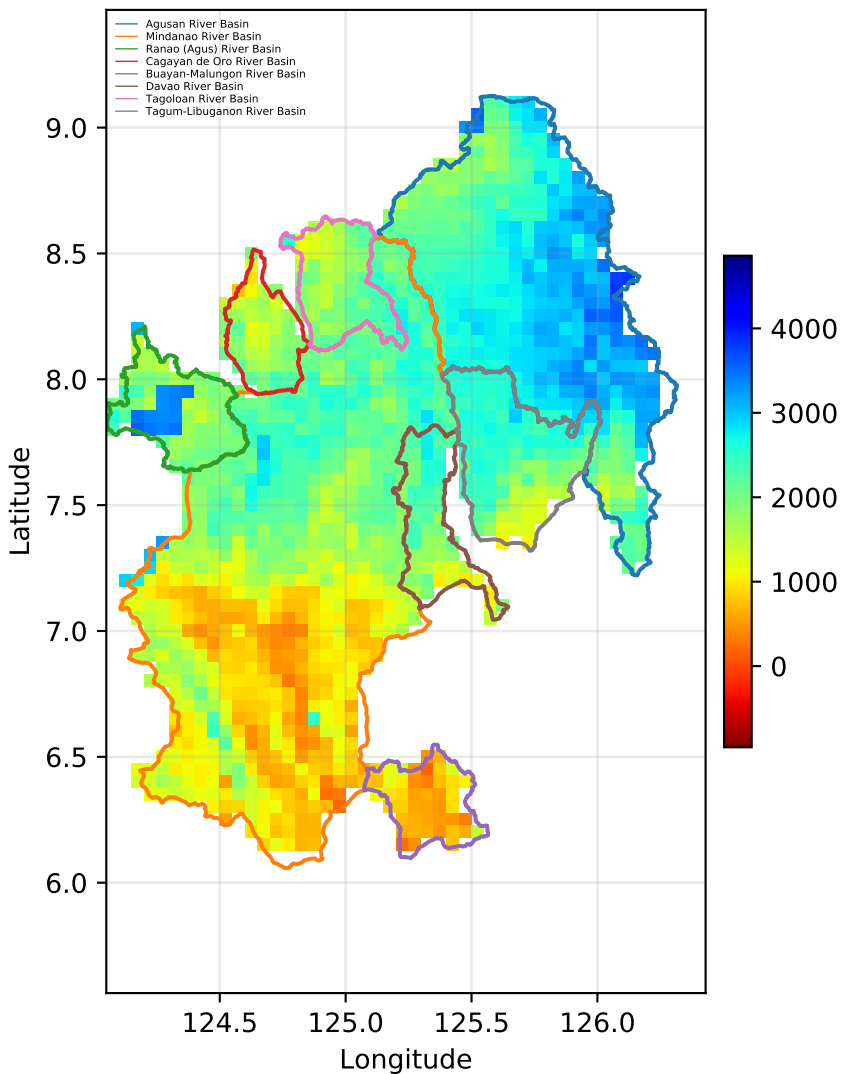 Agusan River Basin
Mindanao River Basin
Ranao (Agus) River Basin
Cagayan de Oro River Basin
Buayan-Malungon River Basin
Davao River Basin
Tagoloan River Basin
Tagum-Libuganon River Basin
9.0
8.5
8.0
7.5
7.0
6.5
6.0
Latitude
124.5 125.0 125.5 126.0
Longitude
4000
3000
2000
1000
0